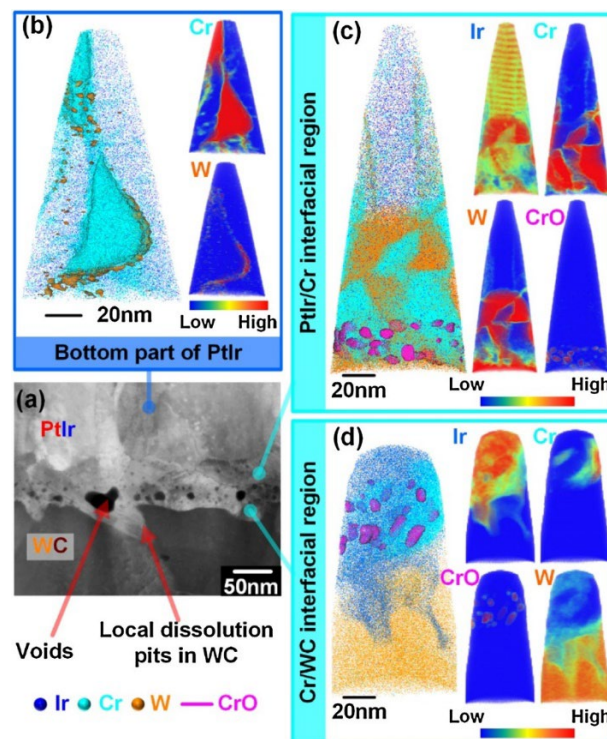 (b)
Cr
W
20nm
Low High
Bottom part of PtIr
(a)
PtIr
WC
50nm
Voids
Local dissolution
pits in WC
Ir Cr W CrO
PtIr/Cr interfacial region
(c)
Ir Cr
W CrO
20nm
Low High
Cr/WC interfacial region
(d)
Ir Cr
CrO W
20nm
Low High